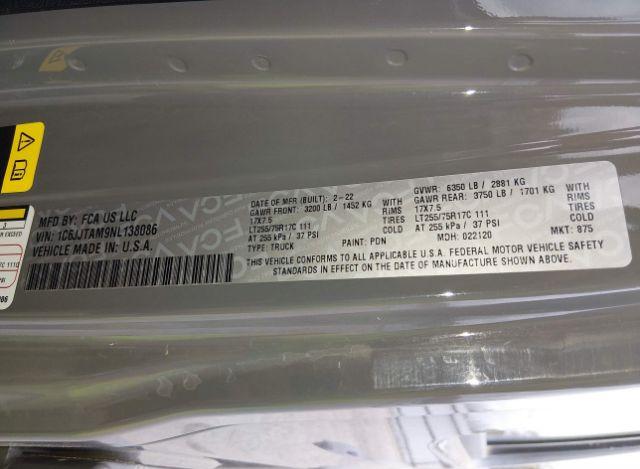 MFD BY: FCA US LLC
VIN: 1C6JJTAM9NL138086
VEHICLE MADE IN U.S.A.
DATE OF MFR (BUILT): 2-22
GAWR FRONT: 3200 LB / 1452 KG WITH
17X7.5 RIMS
LT255/75R17C 111 TIRES
AT 255 kPa / 37 PSI COLD
TYPE: TRUCK PAINT: PDN
GVWR: 6350 LB / 2881 KG
GAWR REAR: 3750 LB / 1701 KG WITH
17X7.5 RIMS
LT255/75R17C 111 TIRES
AT 255 kPa / 37 PSI COLD
MDH: 022120 MKT: 875
THIS VEHICLE CONFORMS TO ALL APPLICABLE U.S.A. FEDERAL MOTOR VEHICLE SAFETY
STANDARDS IN EFFECT ON THE DATE OF MANUFACTURE SHOWN ABOVE.
3
EXCEED